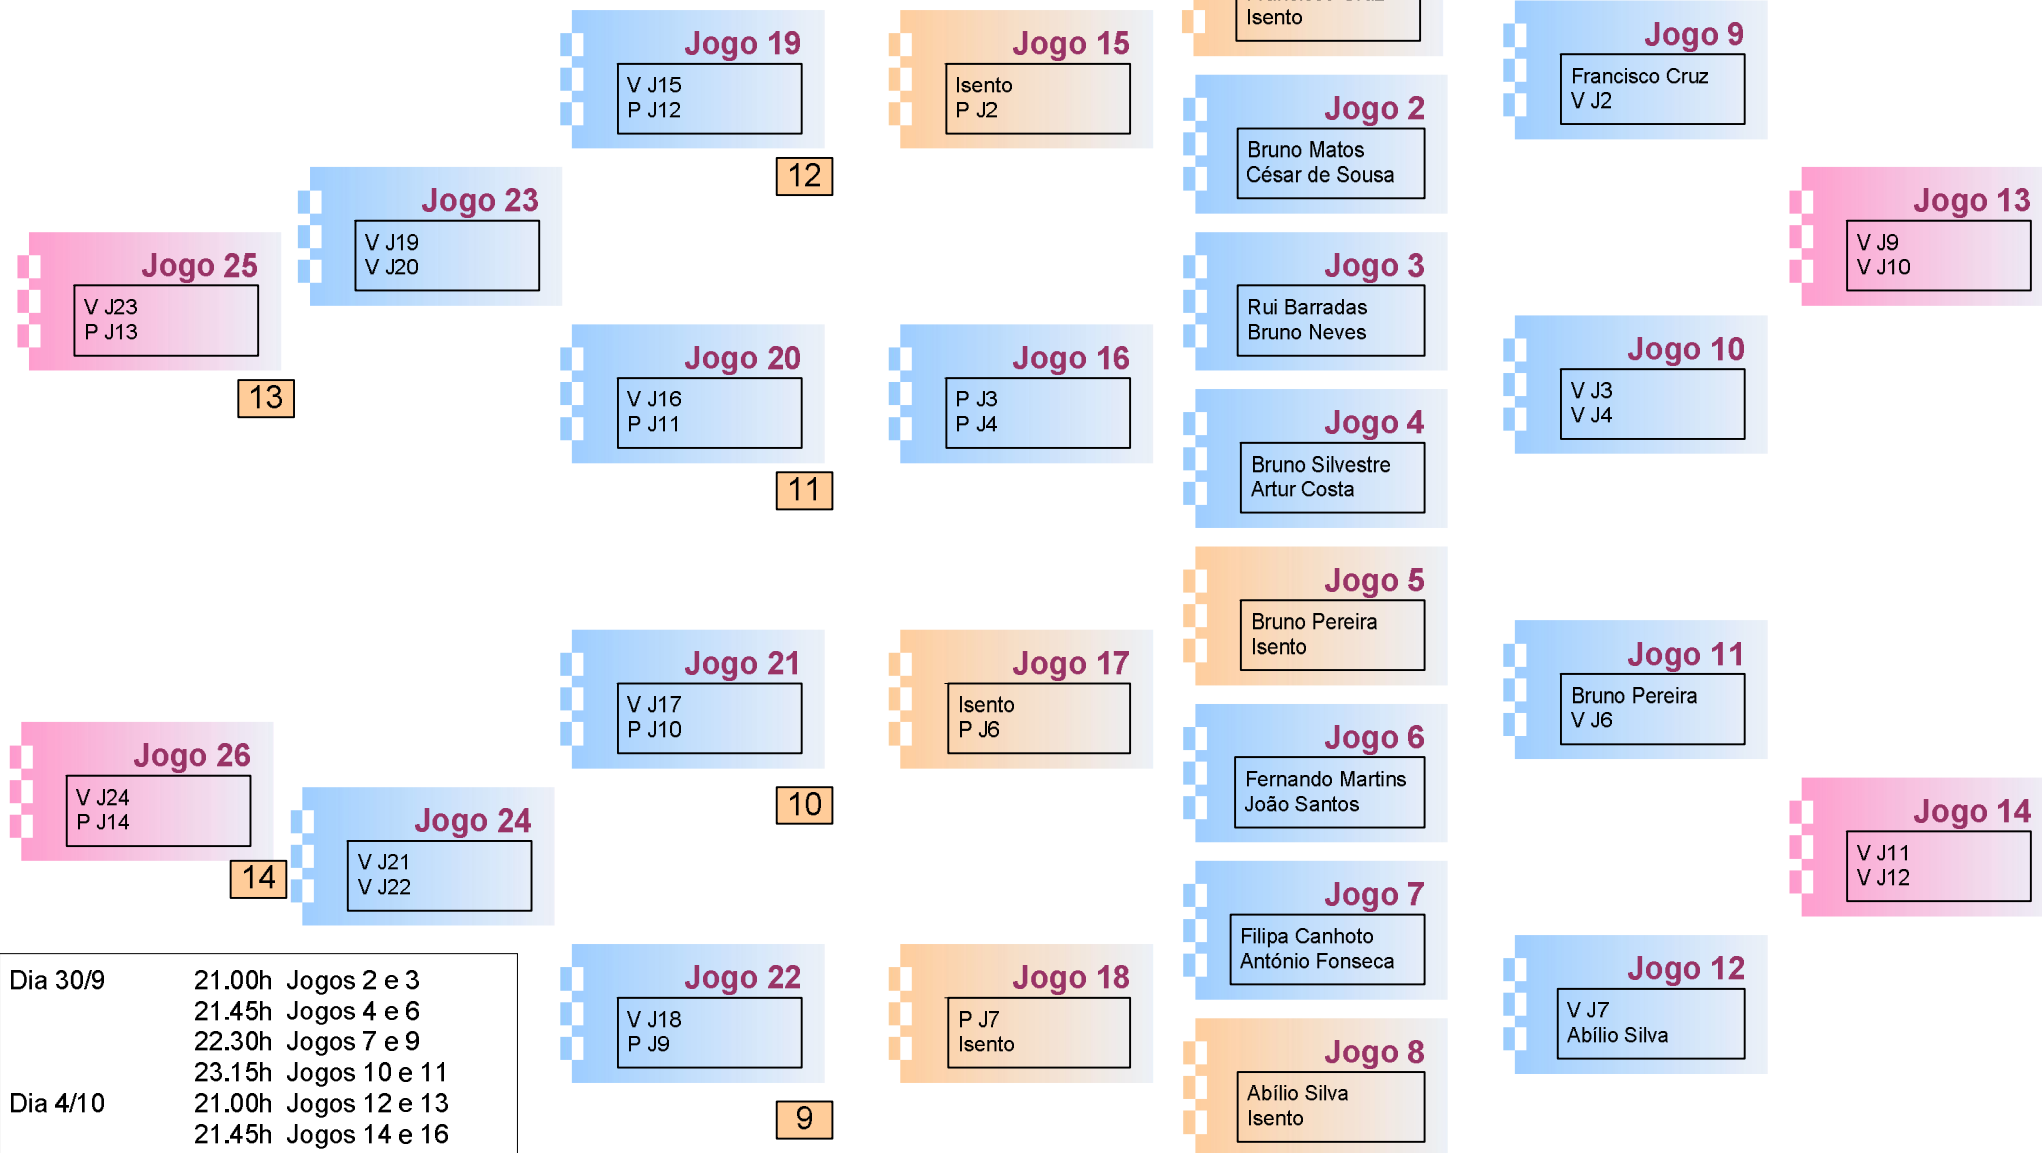 Jogo 19
V J15
P J12
12
Jogo 15
Isento
P J2
Isento
Jogo 9
Francisco Cruz
V J2
Jogo 2
Bruno Matos
César de Sousa
Jogo 23
V J19
V J20
Jogo 13
V J9
V J10
Jogo 25
V J23
P J13
13
Jogo 3
Rui Barradas
Bruno Neves
Jogo 20
V J16
P J11
11
Jogo 16
P J3
P J4
Jogo 10
V J3
V J4
Jogo 4
Bruno Silvestre
Artur Costa
Jogo 5
Bruno Pereira
Isento
Jogo 21
V J17
P J10
10
Jogo 17
Isento
P J6
Jogo 11
Bruno Pereira
V J6
Jogo 6
Fernando Martins
João Santos
Jogo 26
V J24
P J14
14
Jogo 24
V J21
V J22
Jogo 14
V J11
V J12
Jogo 7
Filipa Canhoto
António Fonseca
Jogo 22
V J18
P J9
9
Jogo 18
P J7
Isento
Jogo 12
V J7
Abílio Silva
Jogo 8
Abílio Silva
Isento
Dia 30/9 21.00h Jogos 2 e 3
21.45h Jogos 4 e 6
22.30h Jogos 7 e 9
23.15h Jogos 10 e 11
Dia 4/10 21.00h Jogos 12 e 13
21.45h Jogos 14 e 16